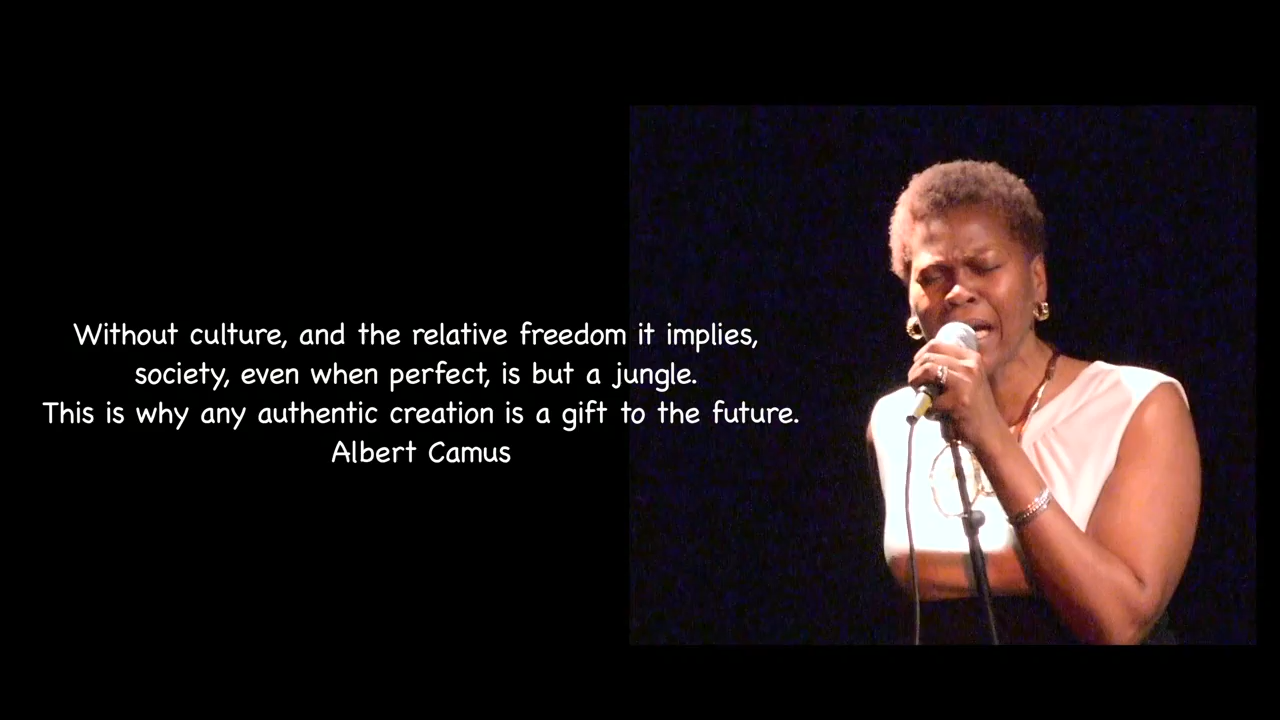 Without culture, and the relative freedom it implies,
society, even when perfect, is but a jungle.
This is why any authentic creation is a gift to the future.
Albert Camus